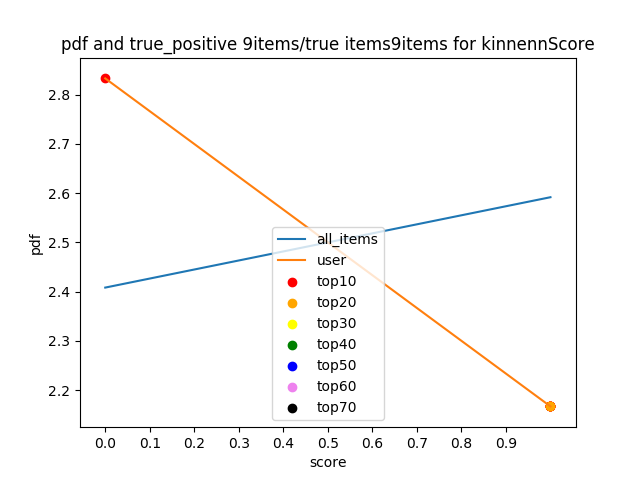 pdf and true_positive 9items/true items9items for kinnennScore
pdf
2.8
2.7
2.6
2.5
2.4
2.3
2.2
all_items
user
top10
top20
top30
top40
top50
top60
top70
0.0 0.1 0.2 0.3 0.4 0.5 0.6 0.7 0.8 0.9
score